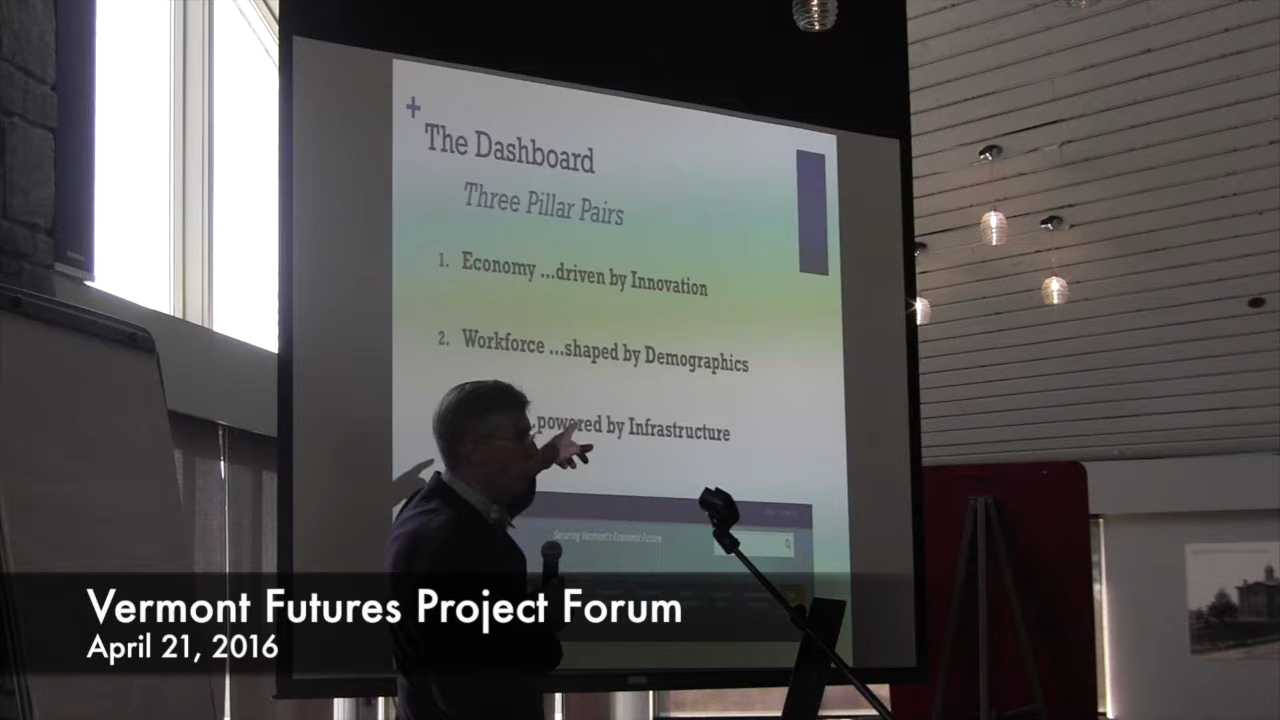 +
The Dashboard
Three Pillar Pairs
1. Economy ...driven by Innovation
2. Workforce ...shaped by Demographics
..powered by Infrastructure
Securing Vermont's Economic Future
Vermont Futures Project Forum
April 21, 2016